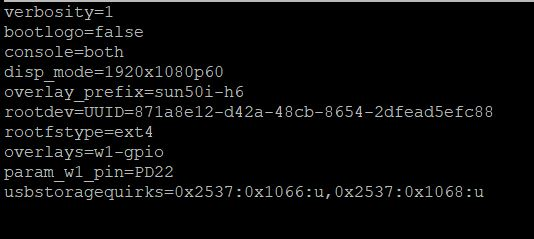 verbosity=1
bootlogo=false
console=both
disp_mode=1920x1080p60
overlay_prefix=sun50i-h6
rootdev=UUID=871a8e12-d42a-48cb-8654-2dfead5efc88
rootfstype=ext4
overlays=w1-gpio
param_w1_pin=PD22
usbstoragequirks=0x2537:0x1066:u,0x2537:0x1068:u